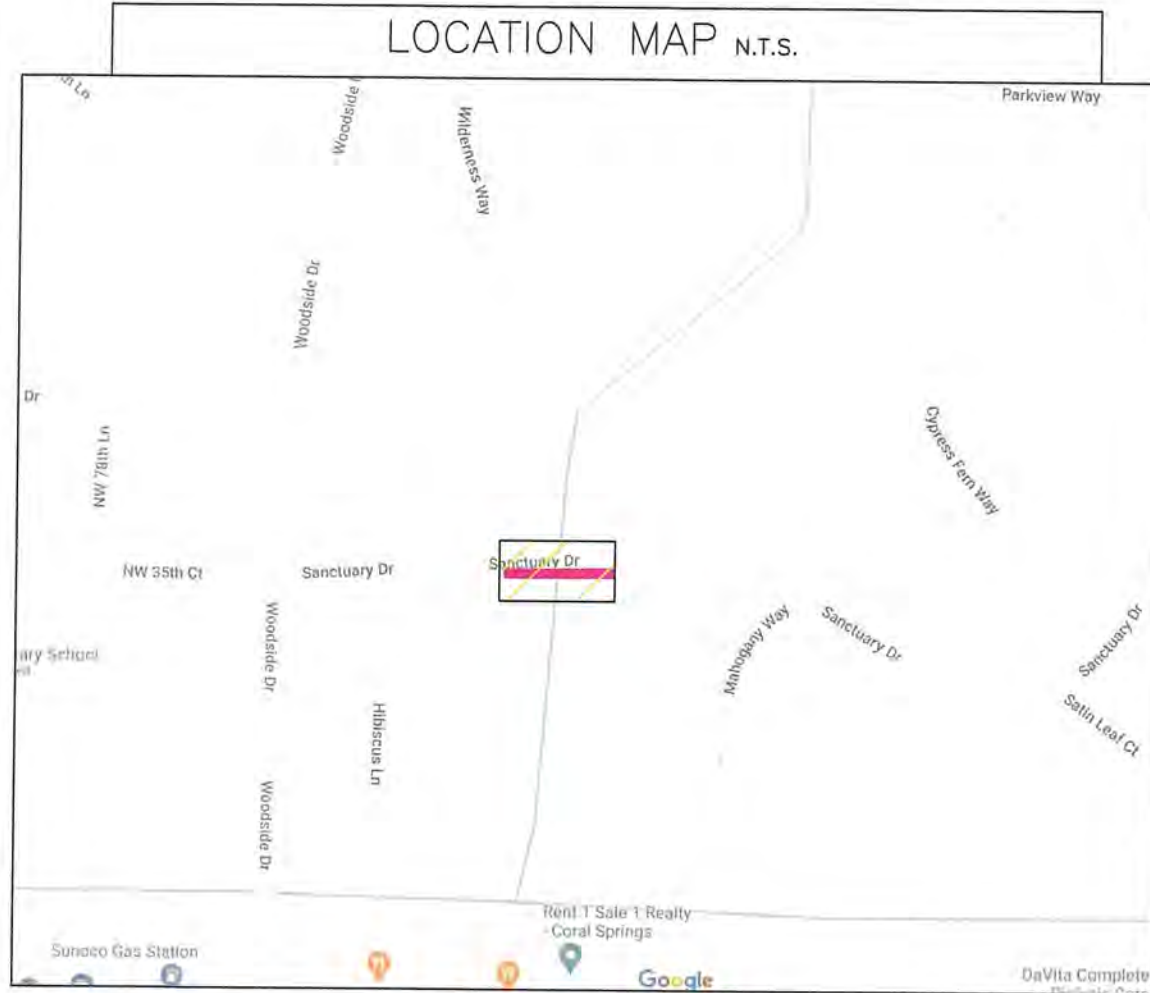 LOCATION MAP N.T.S.
Parkview Way
Woodside
Wilderness Way
Woodside Dr
Dr
Cypress Fern Way
NW 78th Ln
Sanctuary Dr
NW 35th Ct
Sanctuary Dr
Woodside Dr
Mahogany Way
Sanctuary Dr
Sanctuary Dr
ary School
Satin Leaf Ct
Hibiscus Ln
Woodside Dr
Rent 1 Sale 1 Realty
- Coral Springs
Sunoco Gas Station
Google
DaVita Complete